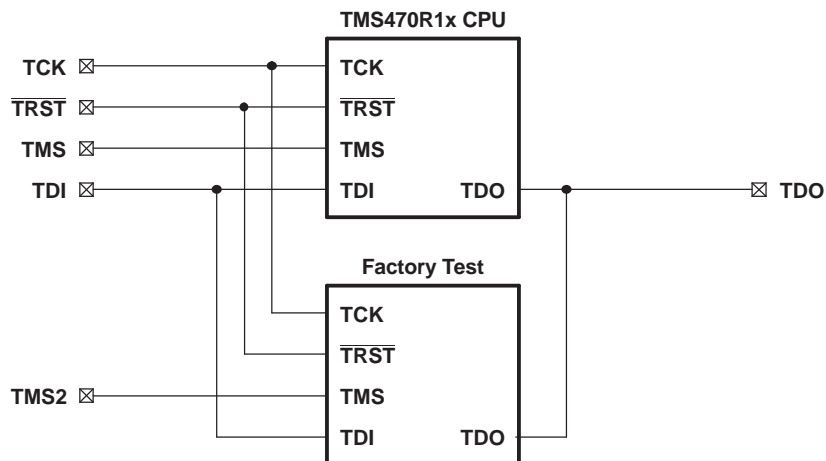 TMS470R1x CPU
TCK
TCK
TRST
TRST
TMS
TMS
TDI
TDI
TDO
TDO
Factory Test
TCK
TRST
TMS2
TMS
TDI
TDO